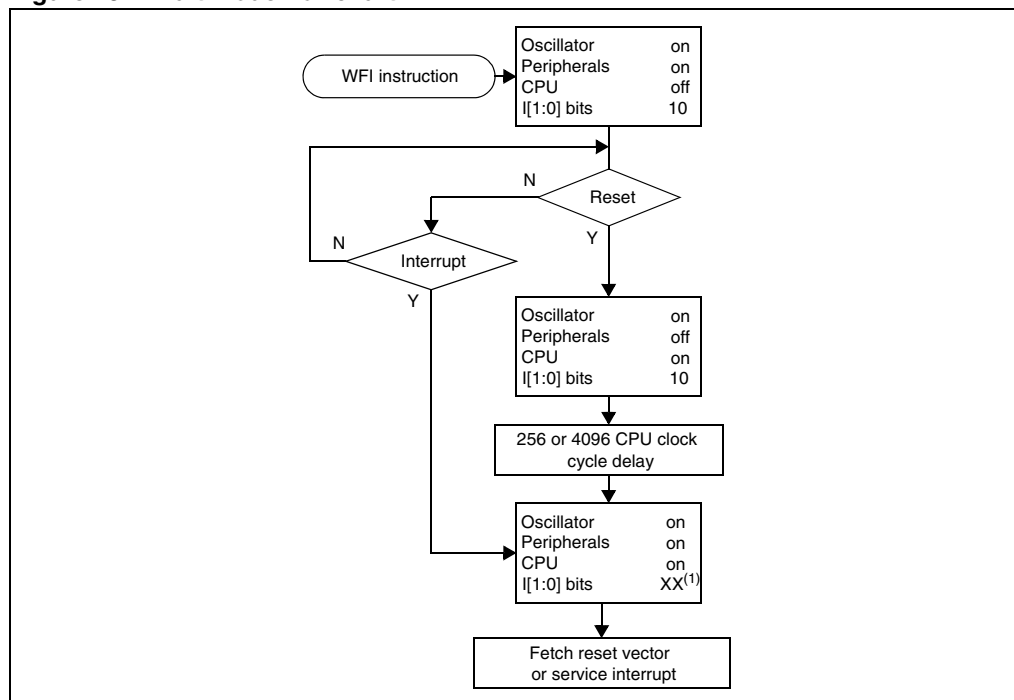 WFI instruction
Oscillator on
Peripherals on
CPU off
I[1:0] bits 10
N
Reset
N
Y
Interrupt
Y
Oscillator on
Peripherals off
CPU on
I[1:0] bits 10
256 or 4096 CPU clock
cycle delay
Oscillator on
Peripherals on
CPU on
I[1:0] bits XX(1)
Fetch reset vector
or service interrupt